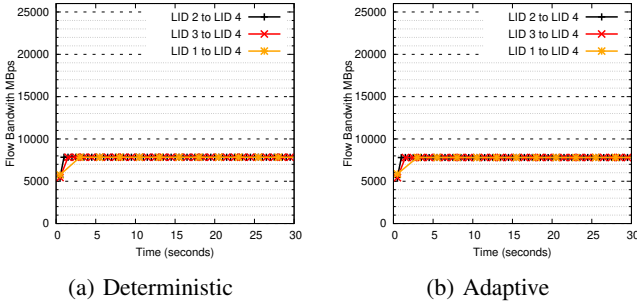 25000
20000
15000
10000
5000
0
Flow Bandwith MBps
0 5 10 15 20 25 30
Time (seconds)
LID 2 to LID 4
LID 3 to LID 4
LID 1 to LID 4
(a) Deterministic
25000
20000
15000
10000
5000
0
Flow Bandwith MBps
0 5 10 15 20 25 30
Time (seconds)
LID 2 to LID 4
LID 3 to LID 4
LID 1 to LID 4
(b) Adaptive